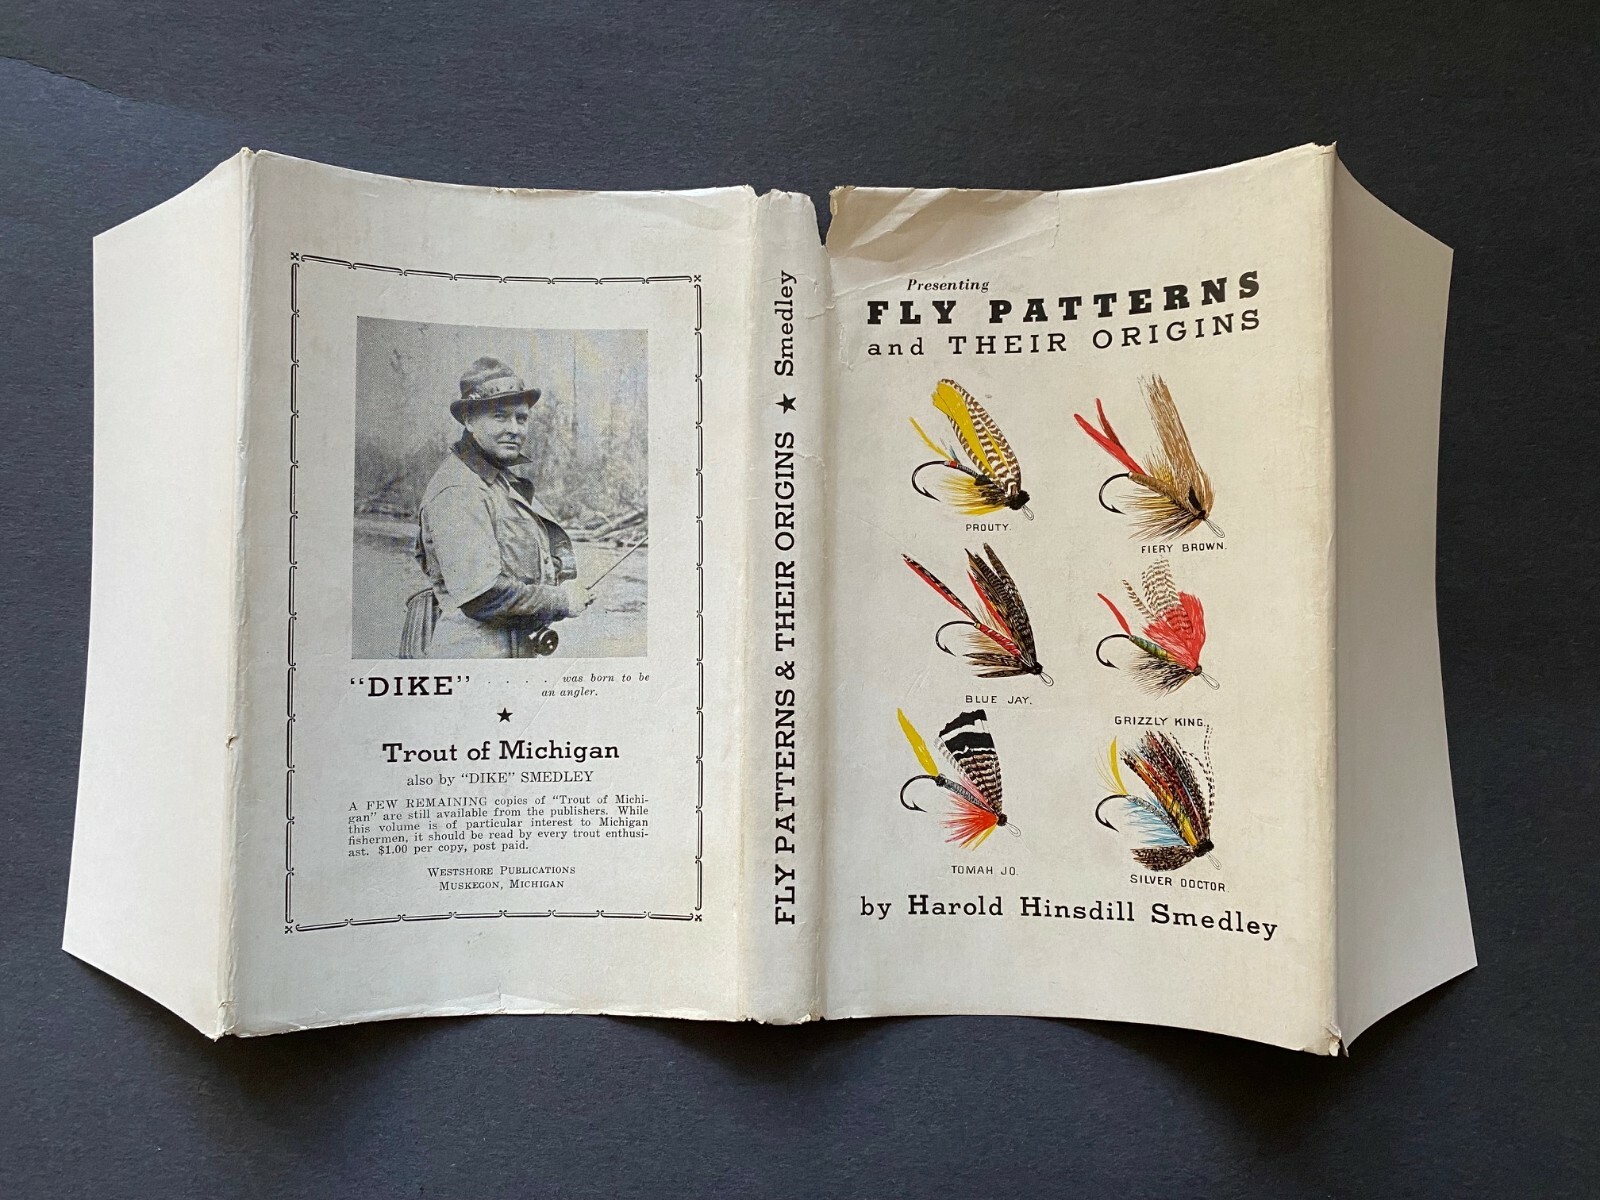 "DIKE" . . . . was born to be
an angler.
★
Trout of Michigan
also by "DIKE" SMEDLEY
A FEW REMAINING copies of "Trout of Michi-
gan" are still available from the publishers. While
this volume is of particular interest to Michigan
fishermen, it should be read by every trout enthusi-
ast. $1.00 per copy, post paid.
WESTSHORE PUBLICATIONS
MUSKEGON, MICHIGAN
FLY PATTERNS & THEIR ORIGINS ★ Smedley
Presenting
FLY PATTERNS
and THEIR ORIGINS
PROUTY.
FIERY BROWN.
BLUE JAY.
GRIZZLY KING.
TOMAH JO.
SILVER DOCTOR.
by Harold Hinsdill Smedley